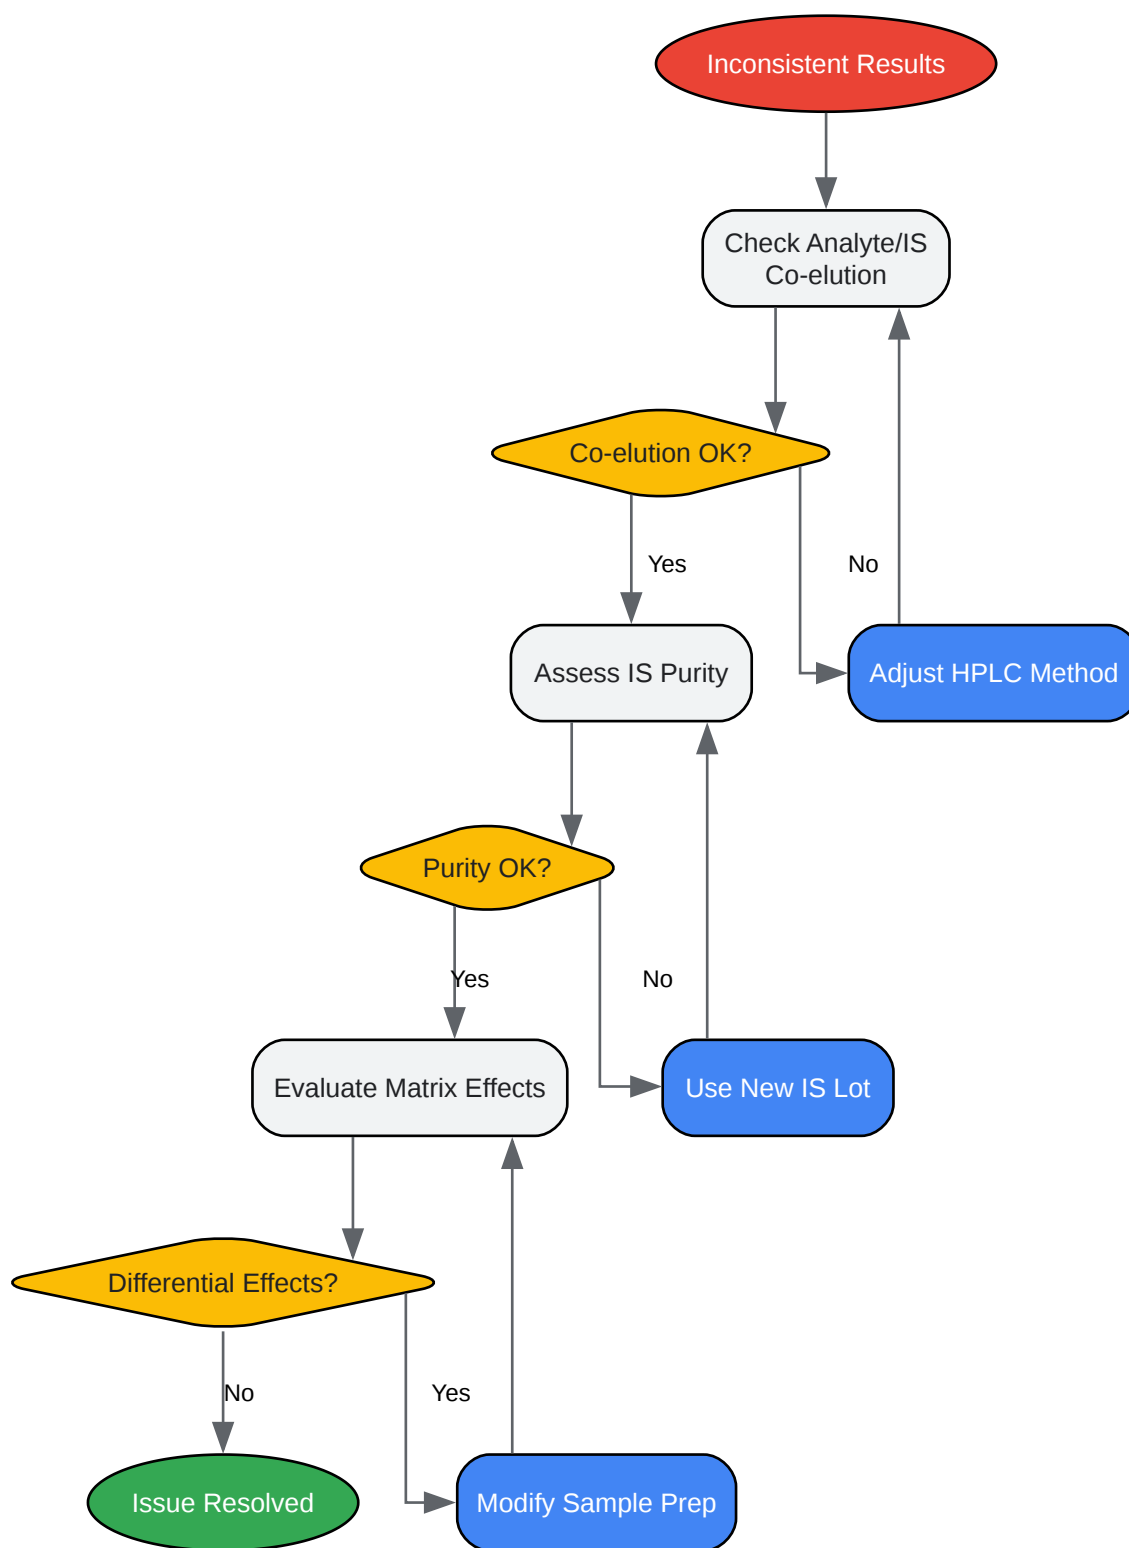 Inconsistent Results
Check Analyte/IS
Co-elution
Co-elution OK?
Yes
No
Assess IS Purity
Adjust HPLC Method
Purity OK?
Yes
No
Evaluate Matrix Effects
Use New IS Lot
Differential Effects?
No
Yes
Issue Resolved
Modify Sample Prep